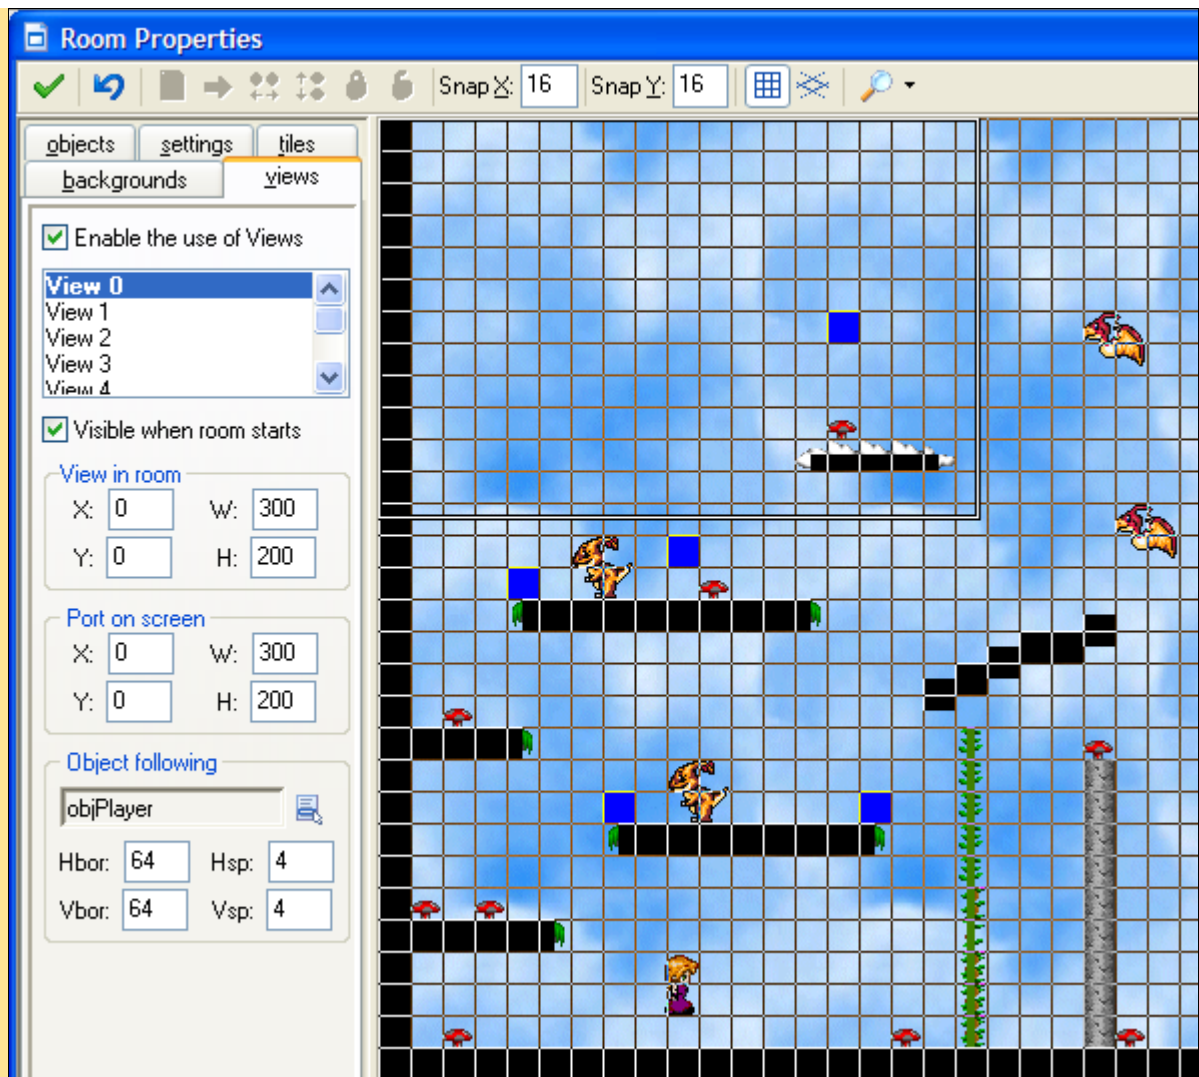 Room Properties
Snap X: 16 Snap Y: 16
objects settings tiles
backgrounds views
Enable the use of Views
View 0
View 1
View 2
View 3
View 4
Visible when room starts
View in room
X: 0 W: 300
Y: 0 H: 200
Port on screen
X: 0 W: 300
Y: 0 H: 200
Object following
objPlayer
Hbor: 64 Hsp: 4
Vbor: 64 Vsp: 4